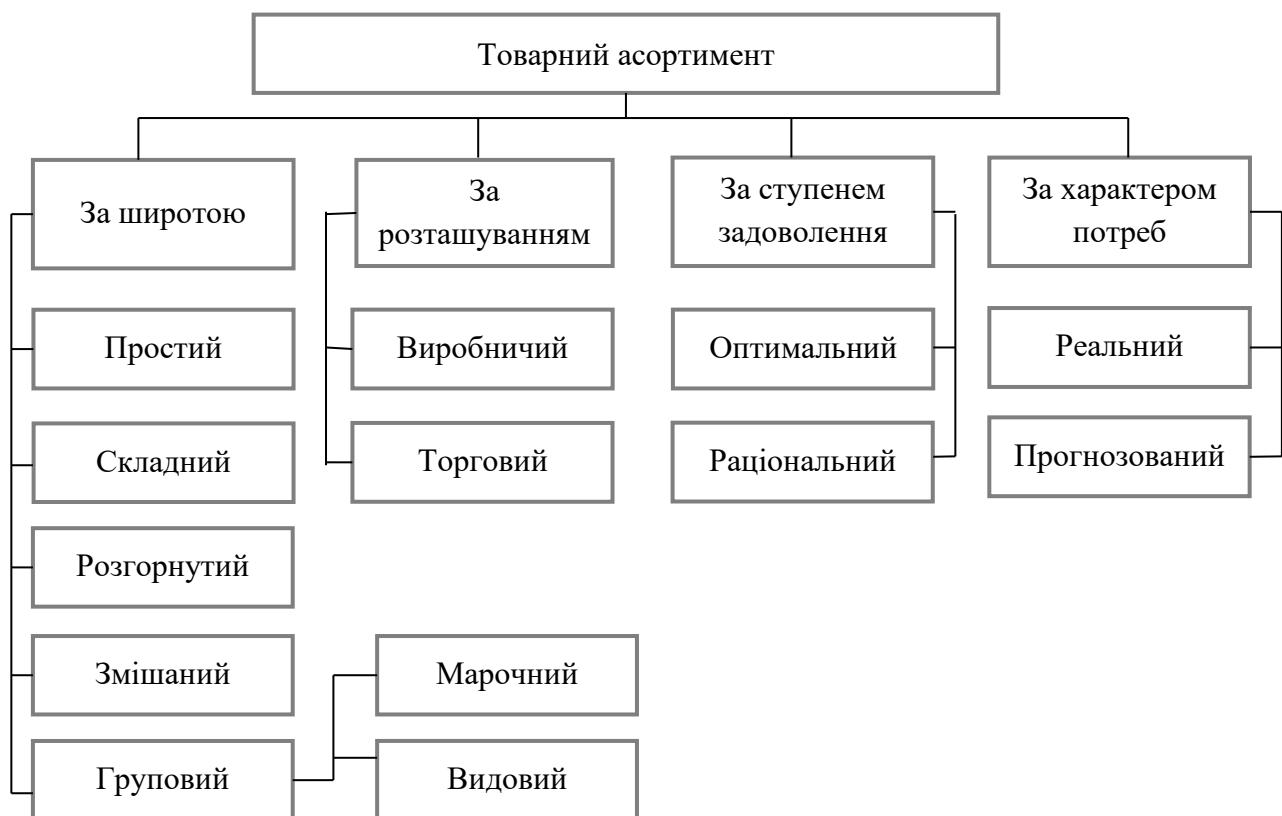 Товарний асортимент
За широтою
За
розташуванням
За ступенем
задоволення
За характером
потреб
Простий
Виробничий
Оптимальний
Реальний
Складний
Торговий
Раціональний
Прогнозований
Розгорнутий
Змішаний
Марочний
Груповий
Видовий